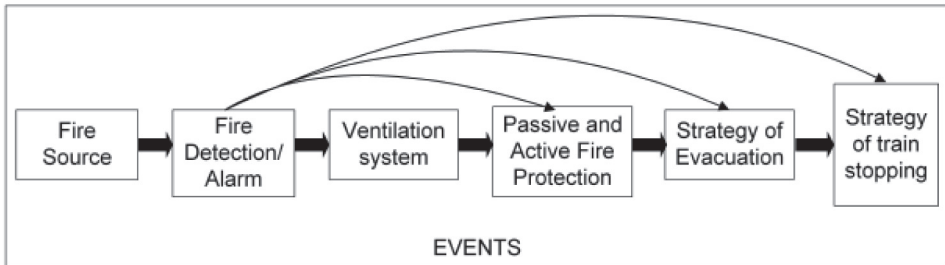 Fire
Source
Fire
Detection/
Alarm
Ventilation
system
Passive and
Active Fire
Protection
Strategy of
Evacuation
Strategy
of train
stopping
EVENTS